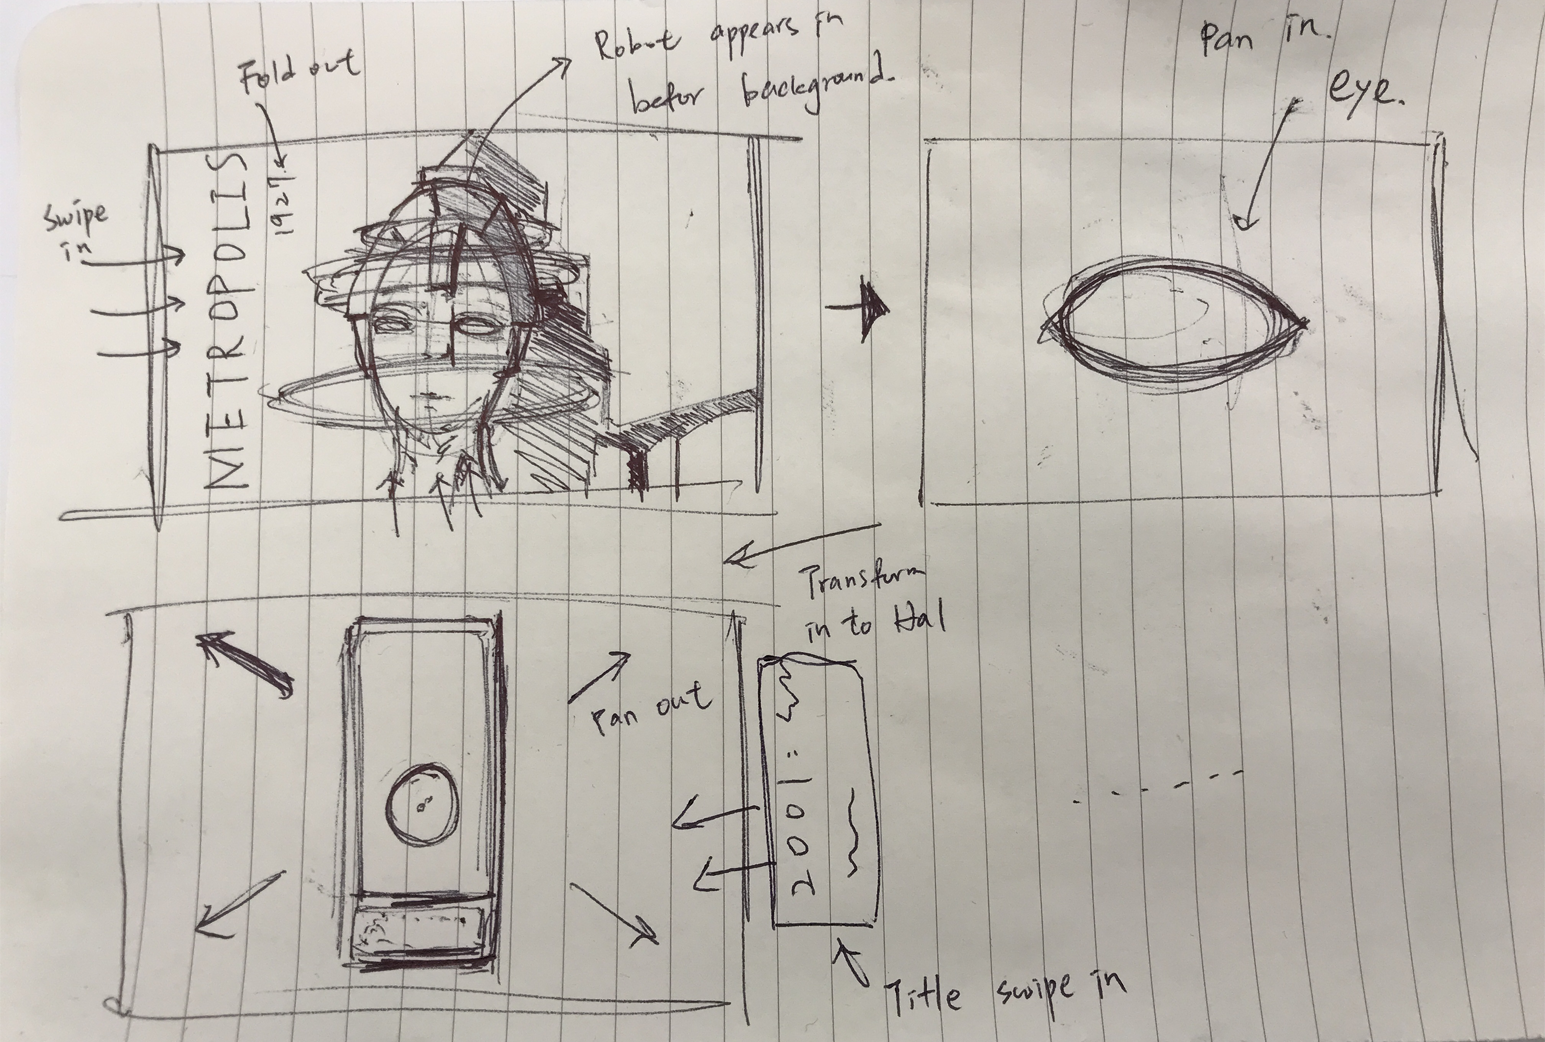 Fold out
Robot appears in
befor background.
Pan in.
eye.
Swipe
in
METROPOLIS
1927
Transform
in to Hal
Pan out
2001:
Title swipe in